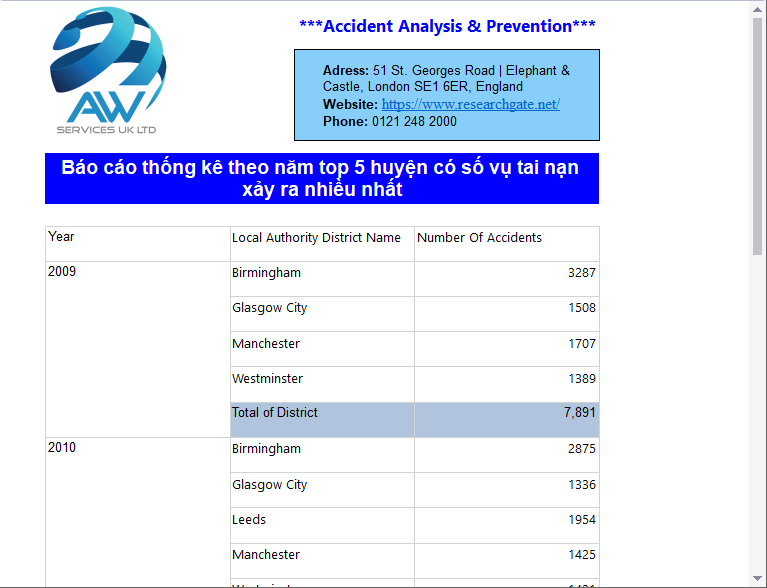 ***Accident Analysis & Prevention***
AW
SERVICES UK LTD
Adress: 51 St. Georges Road | Elephant &
Castle, London SE1 6ER, England
Website: https://www.researchgate.net/
Phone: 0121 248 2000
Báo cáo thống kê theo năm top 5 huyện có số vụ tai nạn
xảy ra nhiều nhất
Year Local Authority District Name Number Of Accidents
2009 Birmingham 3287
Glasgow City 1508
Manchester 1707
Westminster 1389
Total of District 7,891
2010 Birmingham 2875
Glasgow City 1336
Leeds 1954
Manchester 1425